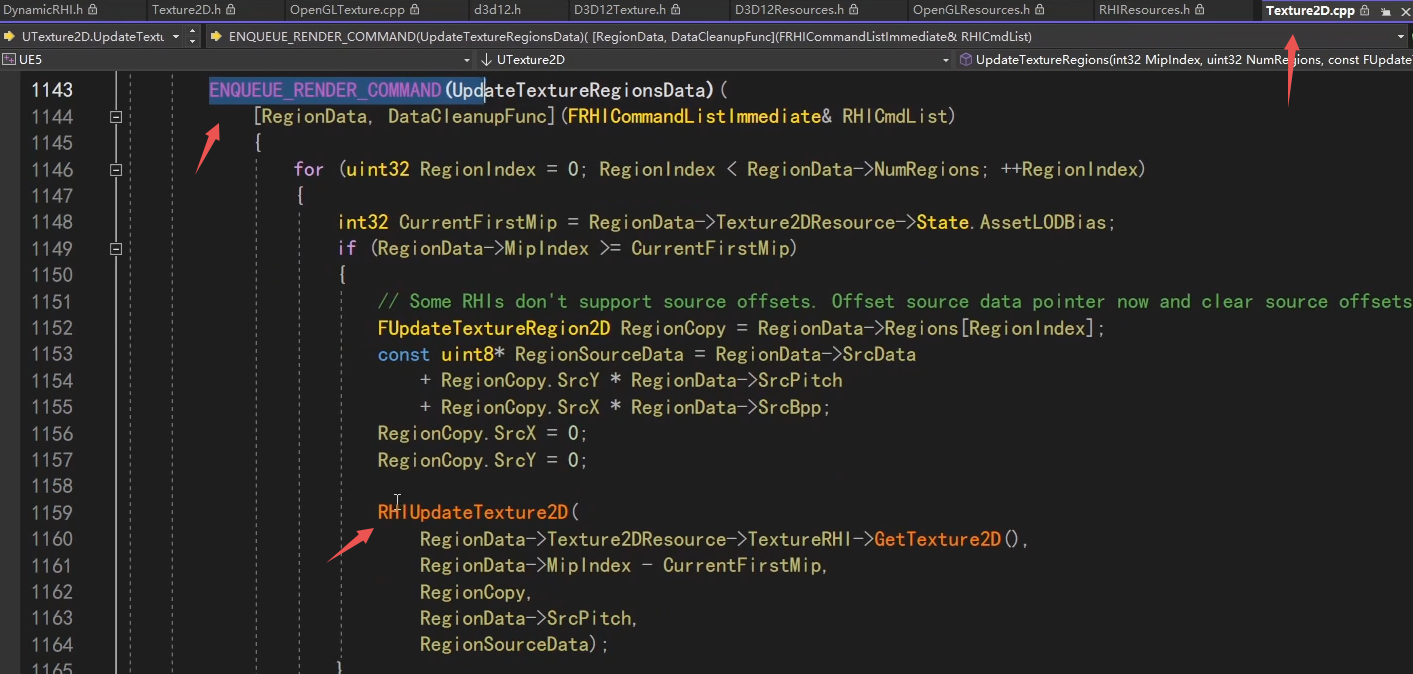 DynamicRHI.h Texture2D.h OpenGLTexture.cpp d3d12.h D3D12Texture.h D3D12Resources.h OpenGLResources.h RHIResources.h Texture2D.cpp
UTexture2D.UpdateTextu ENQUEUE_RENDER_COMMAND(UpdateTextureRegionsData)( [RegionData, DataCleanupFunc](FRHICommandListImmediate& RHICmdList)
UE5 UTexture2D UpdateTextureRegions(int32 MipIndex, uint32 NumRegions, const FUpdateT
1143 ENQUEUE_RENDER_COMMAND(UpdateTextureRegionsData)(
1144 [RegionData, DataCleanupFunc](FRHICommandListImmediate& RHICmdList)
1145 {
1146 for (uint32 RegionIndex = 0; RegionIndex < RegionData->NumRegions; ++RegionIndex)
1147 {
1148 int32 CurrentFirstMip = RegionData->Texture2DResource->State.AssetLODBias;
1149 if (RegionData->MipIndex >= CurrentFirstMip)
1150 {
1151 // Some RHIs don't support source offsets. Offset source data pointer now and clear source offsets
1152 FUpdateTextureRegion2D RegionCopy = RegionData->Regions[RegionIndex];
1153 const uint8* RegionSourceData = RegionData->SrcData
1154 + RegionCopy.SrcY * RegionData->SrcPitch
1155 + RegionCopy.SrcX * RegionData->SrcBpp;
1156 RegionCopy.SrcX = 0;
1157 RegionCopy.SrcY = 0;
1158
1159 RHIUpdateTexture2D(
1160 RegionData->Texture2DResource->TextureRHI->GetTexture2D(),
1161 RegionData->MipIndex - CurrentFirstMip,
1162 RegionCopy,
1163 RegionData->SrcPitch,
1164 RegionSourceData);
1165 }